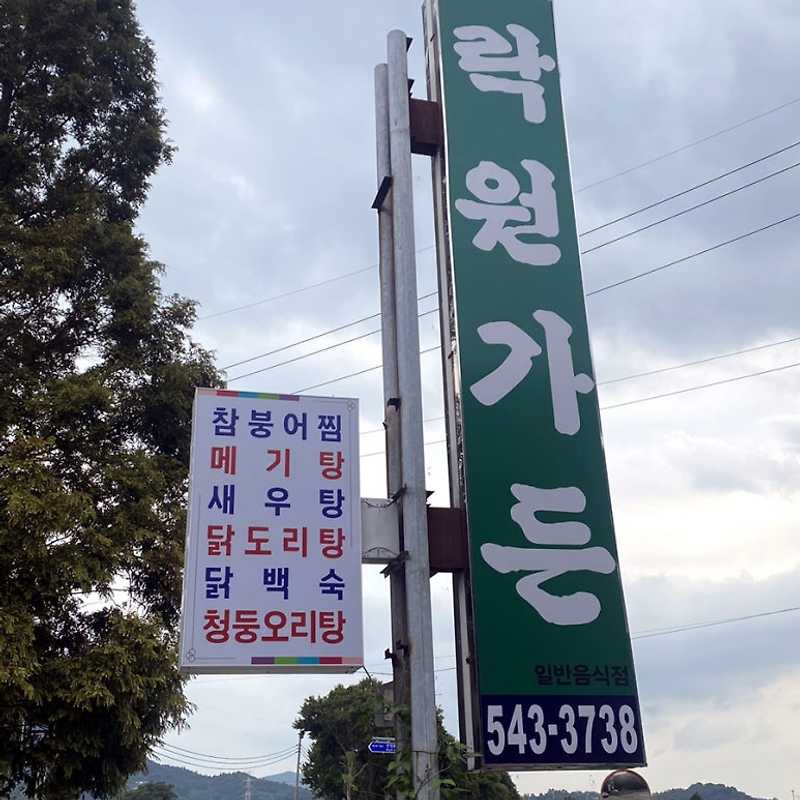 락원가든
일반음식점
543-3738
참붕어찜
메기탕
새우탕
닭도리탕
닭백숙
청둥오리탕